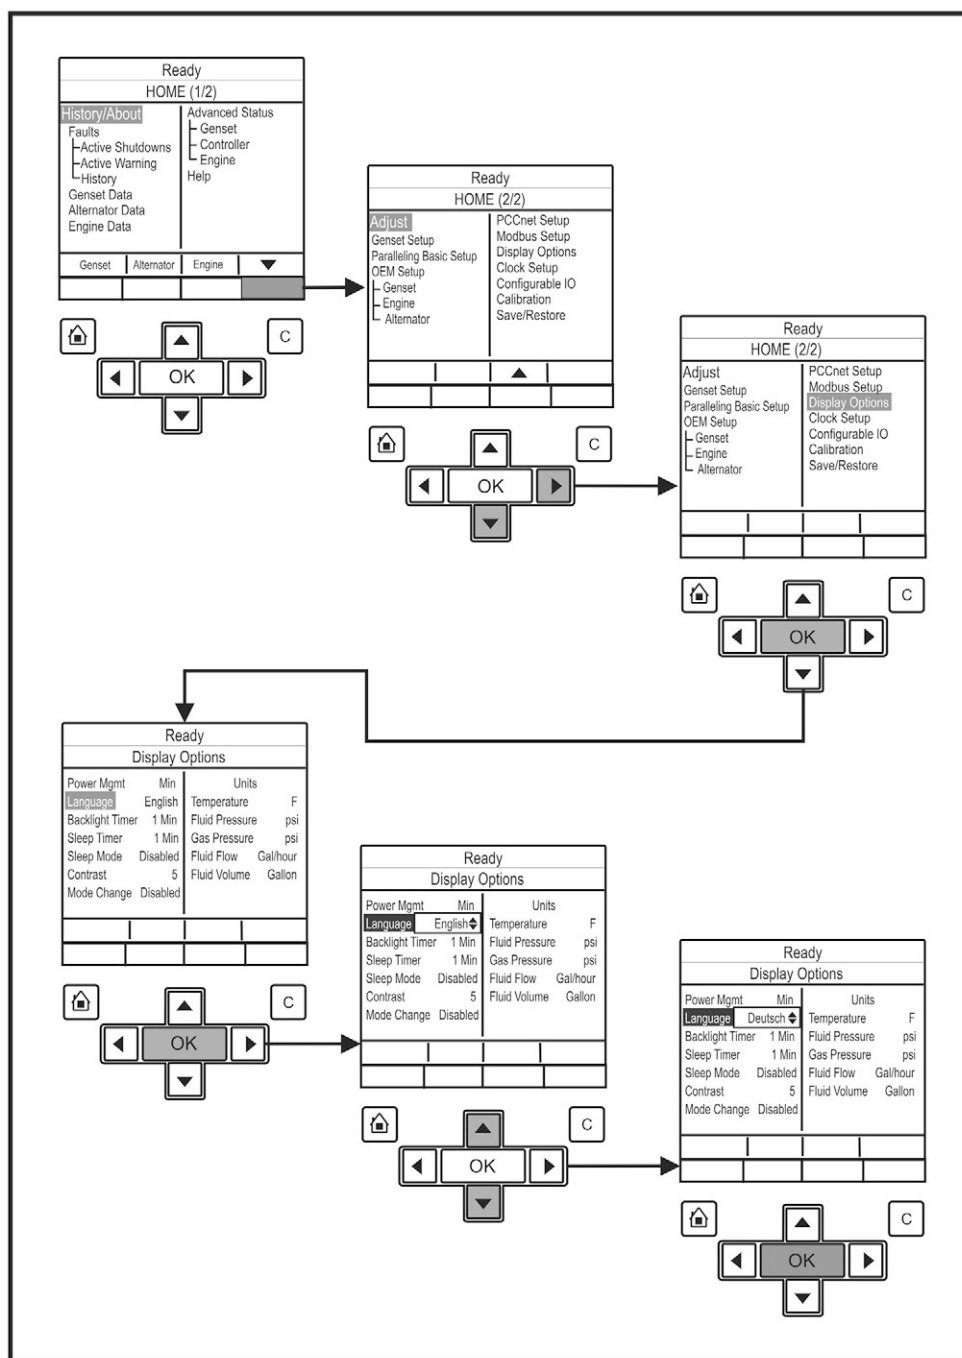 Ready
HOME (1/2)
History/About
Faults
Active Shutdowns
Active Warning
History
Genset Data
Alternator Data
Engine Data
Advanced Status
Genset
Controller
Engine
Help
Genset Alternator Engine
C
OK
Ready
HOME (2/2)
Adjust
Genset Setup
Paralleling Basic Setup
OEM Setup
Genset
Engine
Alternator
PCCnet Setup
Modbus Setup
Display Options
Clock Setup
Configurable IO
Calibration
Save/Restore
C
OK
Ready
HOME (2/2)
Adjust
Genset Setup
Paralleling Basic Setup
OEM Setup
Genset
Engine
Alternator
PCCnet Setup
Modbus Setup
Display Options
Clock Setup
Configurable IO
Calibration
Save/Restore
C
OK
Ready
Display Options
Power Mgmt Min
Language English
Backlight Timer 1 Min
Sleep Timer 1 Min
Sleep Mode Disabled
Contrast 5
Mode Change Disabled
Units
Temperature F
Fluid Pressure psi
Gas Pressure psi
Fluid Flow Gal/hour
Fluid Volume Gallon
C
OK
Ready
Display Options
Power Mgmt Min
Language English
Backlight Timer 1 Min
Sleep Timer 1 Min
Sleep Mode Disabled
Contrast 5
Mode Change Disabled
Units
Temperature F
Fluid Pressure psi
Gas Pressure psi
Fluid Flow Gal/hour
Fluid Volume Gallon
C
OK
Ready
Display Options
Power Mgmt Min
Language Deutsch
Backlight Timer 1 Min
Sleep Timer 1 Min
Sleep Mode Disabled
Contrast 5
Mode Change Disabled
Units
Temperature F
Fluid Pressure psi
Gas Pressure psi
Fluid Flow Gal/hour
Fluid Volume Gallon
C
OK